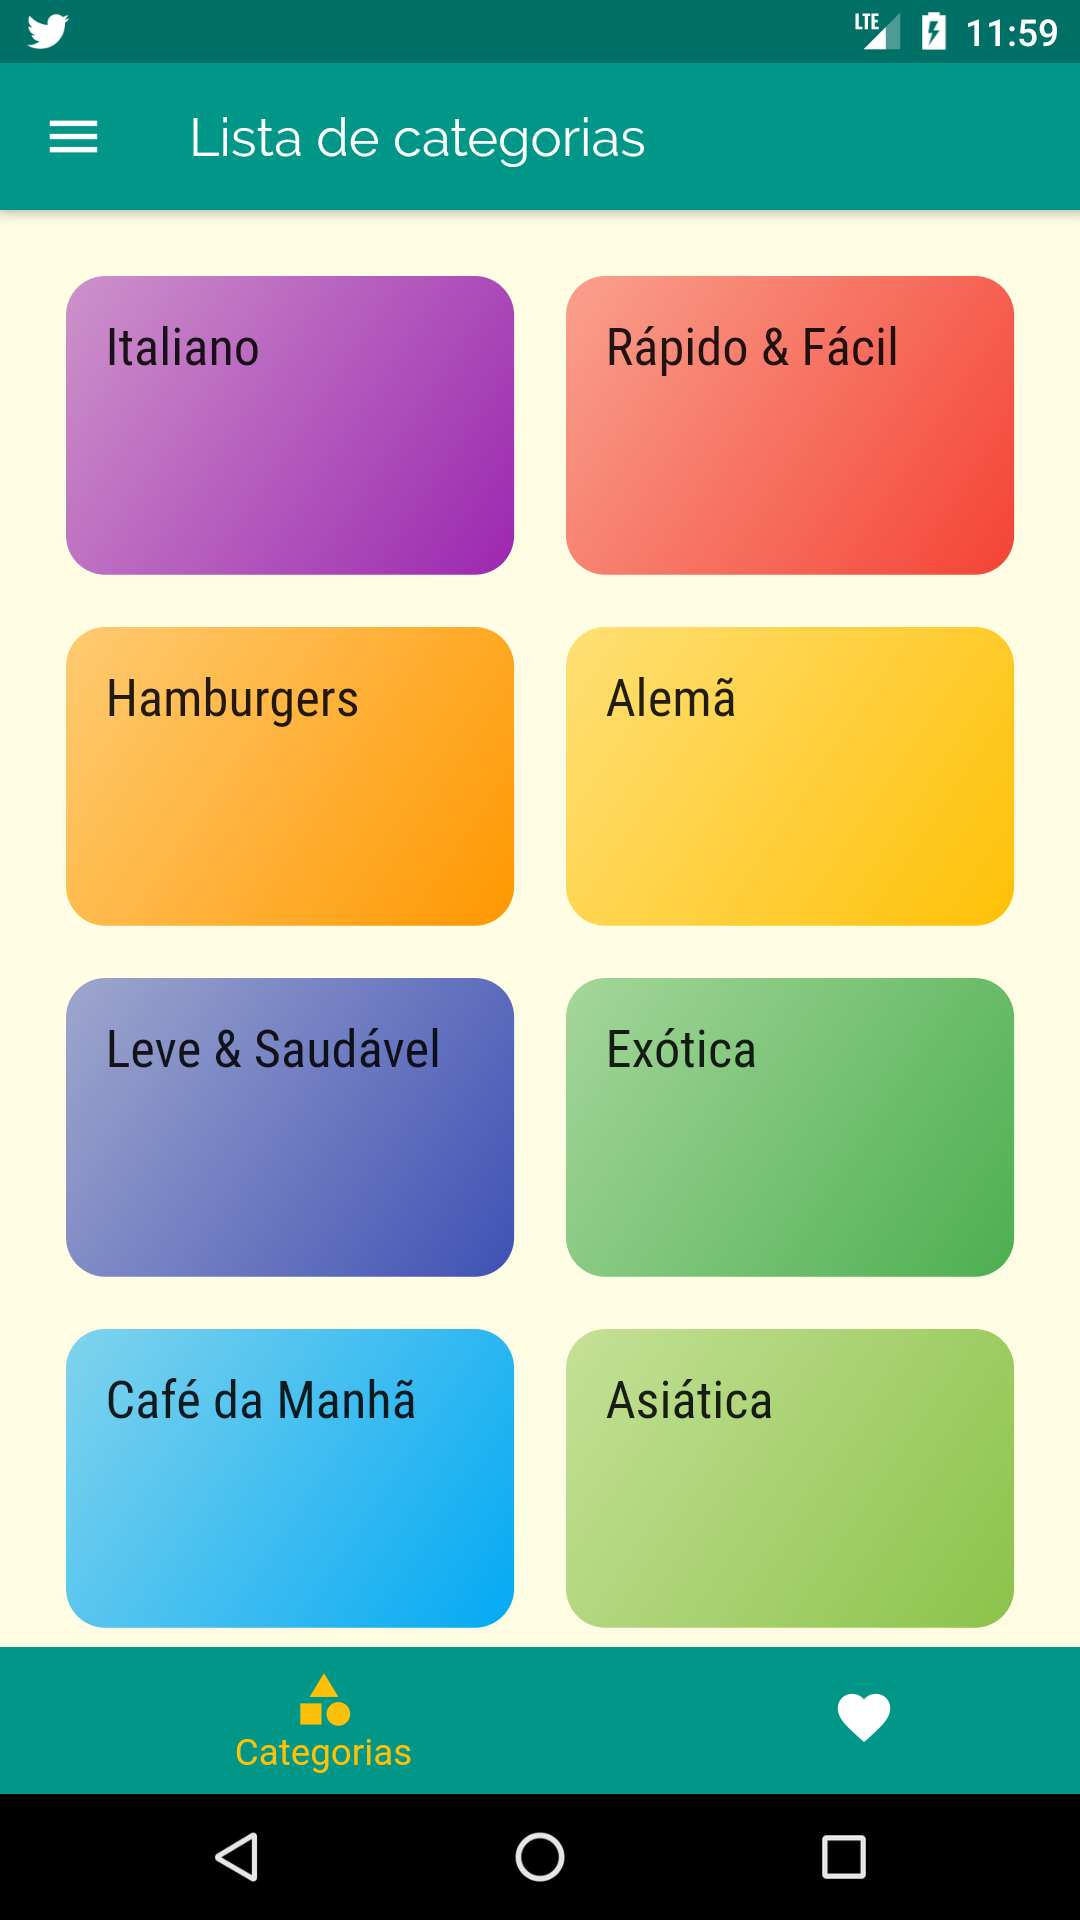 LTE 11:59
Lista de categorias
Italiano
Rápido & Fácil
Hamburgers
Alemã
Leve & Saudável
Exótica
Café da Manhã
Asiática
Categorias